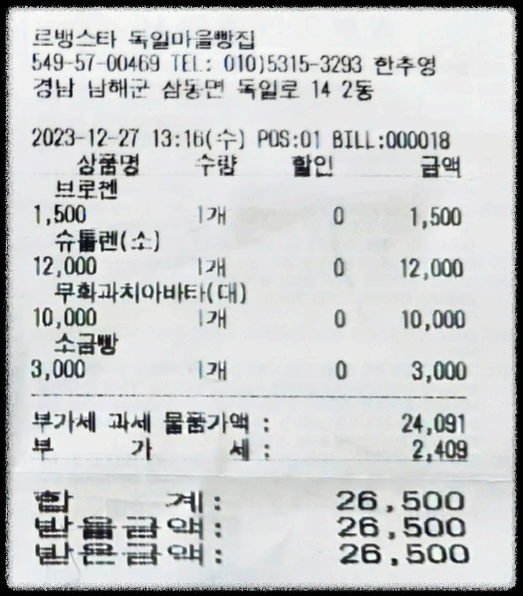 르뱅스타 독일마을빵집
549-57-00469 TEL: 010)5315-3293 한추영
경남 남해군 삼동면 독일로 14 2동
2023-12-27 13:16(수) POS:01 BILL:000018
상품명 수량 할인 금액
브로첸
1,500 1개 0 1,500
슈톨렌(소)
12,000 1개 0 12,000
무화과치아바타(대)
10,000 1개 0 10,000
소금빵
3,000 1개 0 3,000
부가세 과세 물품가액 : 24,091
부 가 세 : 2,409
합 계: 26,500
받을금액: 26,500
받은금액: 26,500